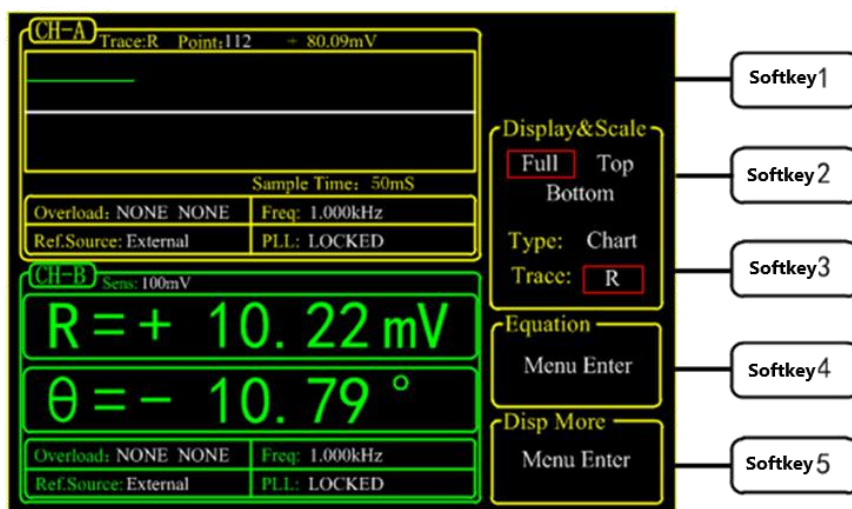 CH-A Trace:R Point:112 + 80.09mV
Sample Time: 50mS
Overload: NONE NONE Freq: 1.000kHz
Ref.Source: External PLL: LOCKED
CH-B Sens: 100mV
R=+ 10.22 mV
θ=- 10.79 °
Overload: NONE NONE Freq: 1.000kHz
Ref.Source: External PLL: LOCKED
Display&Scale
Full Top
Bottom
Type: Chart
Trace: R
Equation
Menu Enter
Disp More
Menu Enter
Softkey1
Softkey2
Softkey3
Softkey4
Softkey5